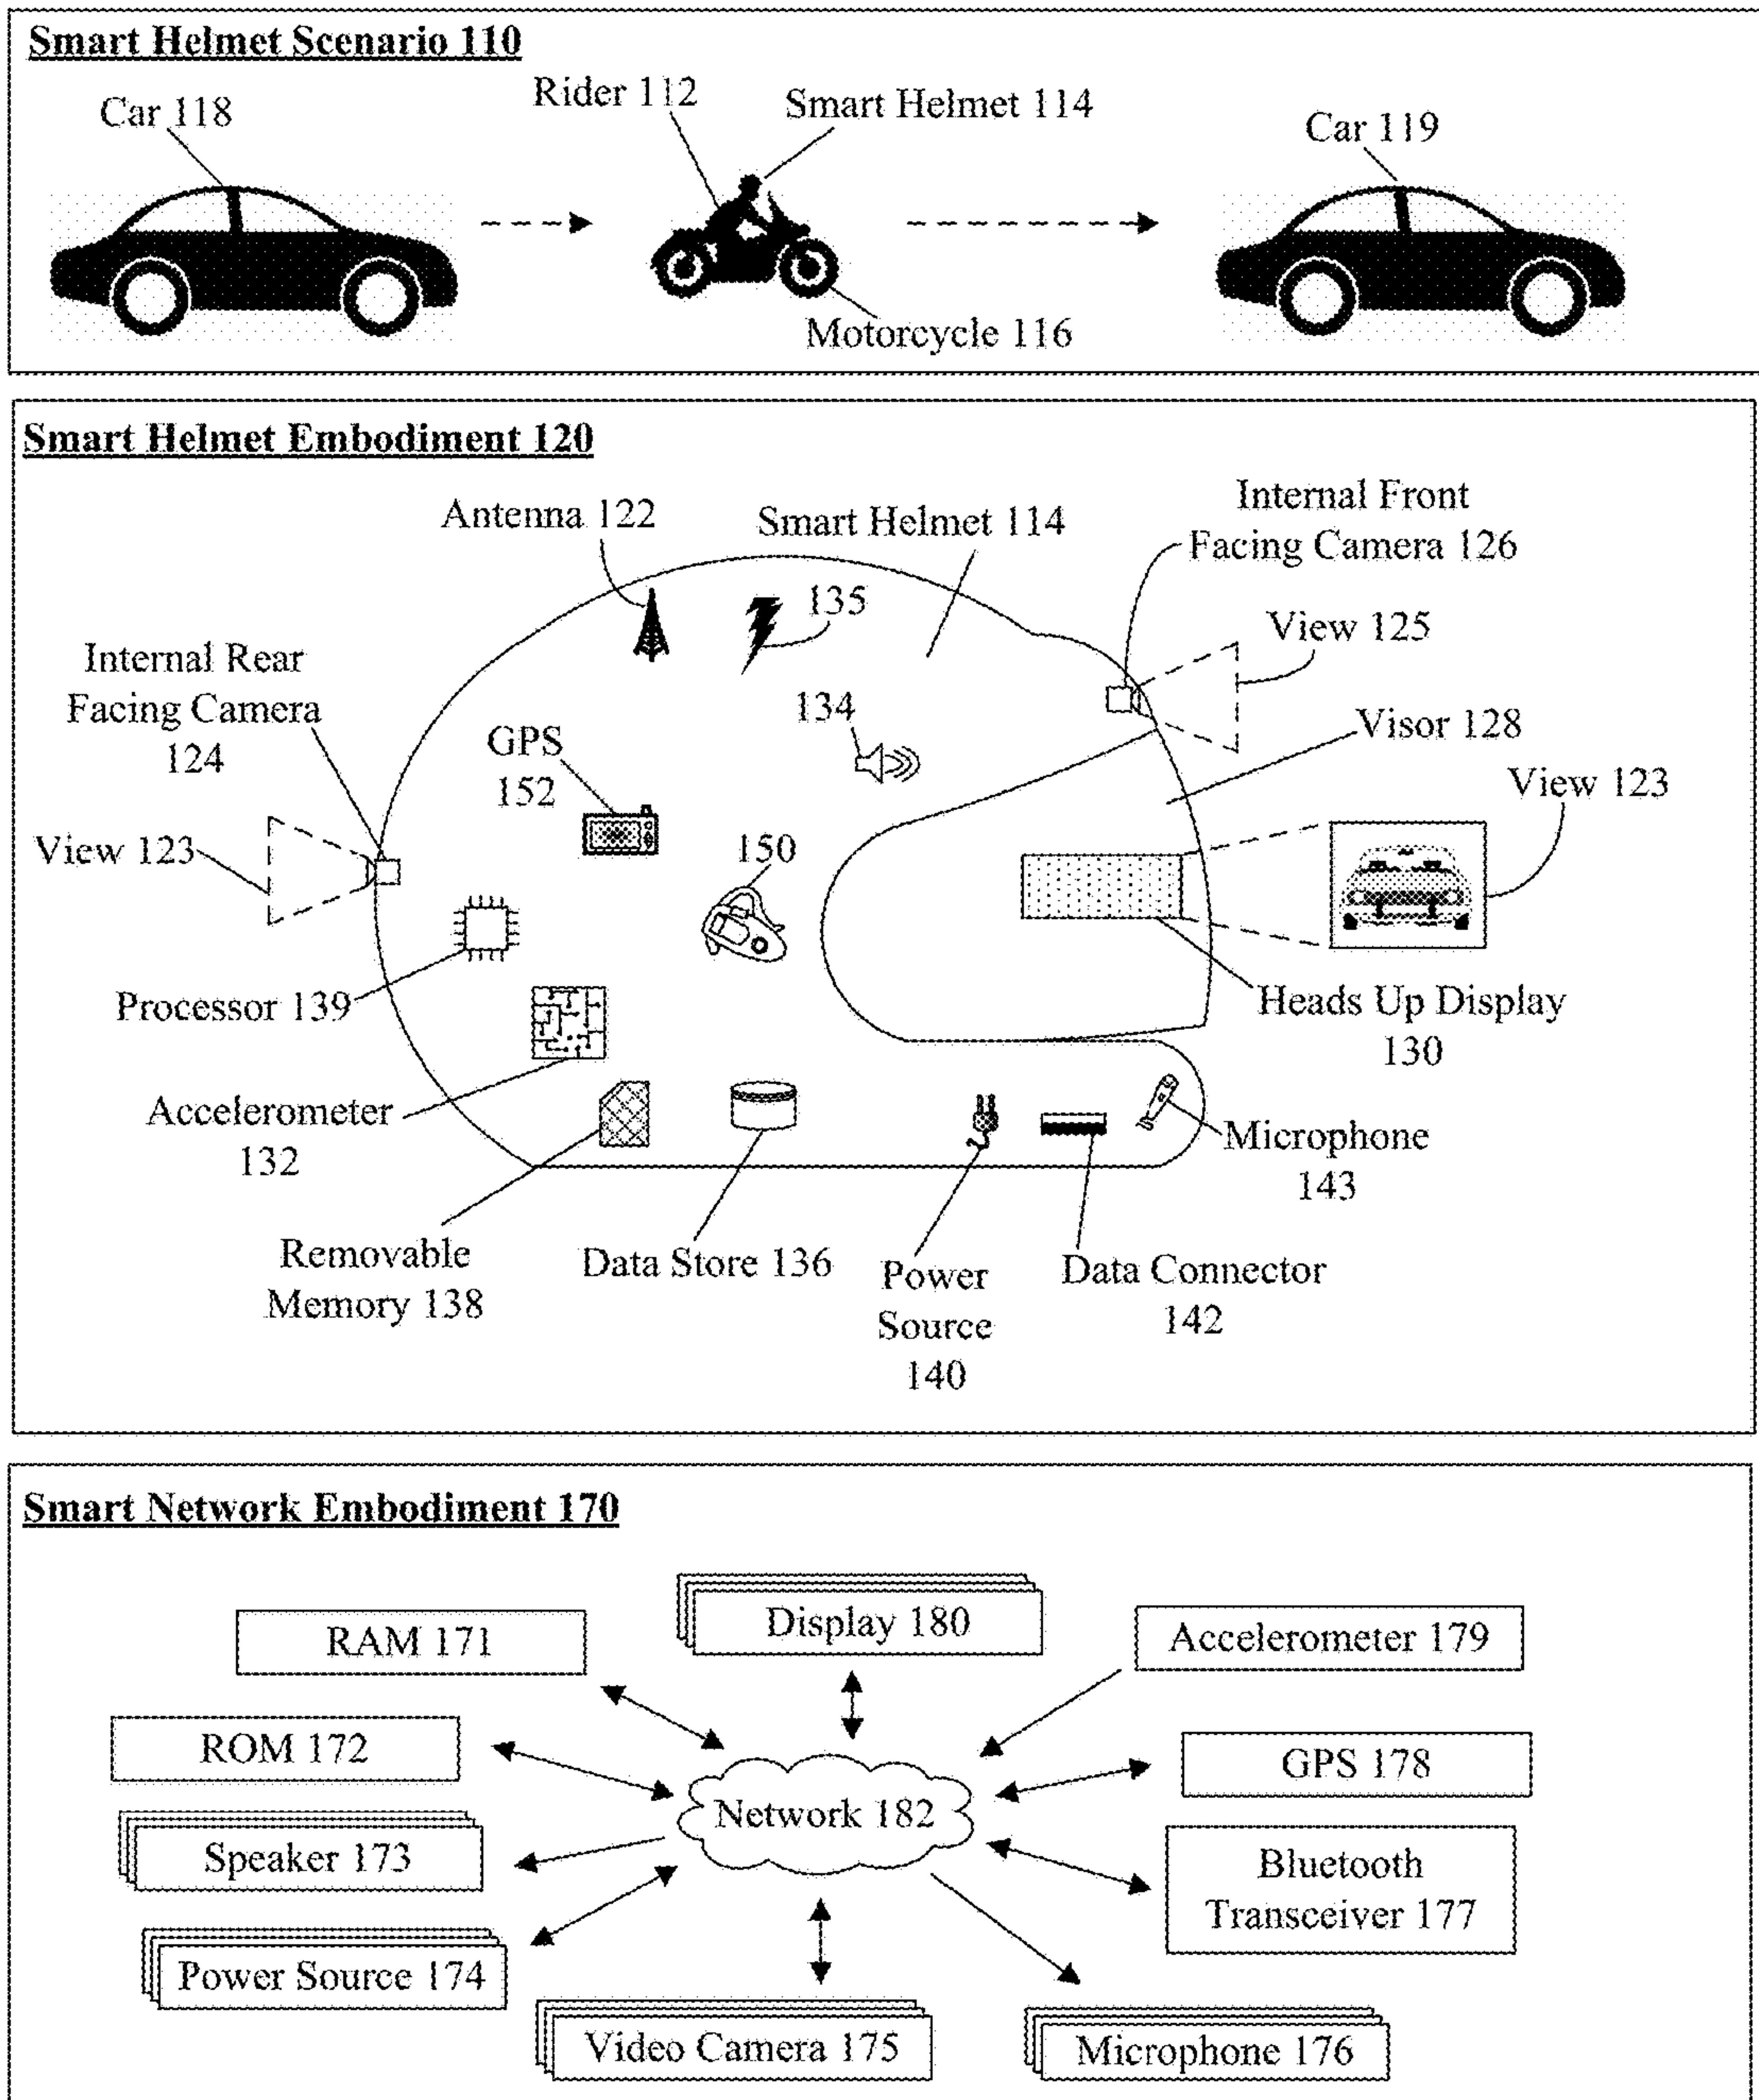 Smart Helmet Scenario 110
Car 118
Rider 112
Smart Helmet 114
Car 119
Motorcycle 116
Smart Helmet Embodiment 120
Antenna 122
Smart Helmet 114
Internal Front
Facing Camera 126
135
View 125
Internal Rear
Facing Camera
124
134
Visor 128
GPS
152
View 123
View 123
150
Processor 139
Heads Up Display
130
Accelerometer
132
Microphone
143
Removable
Memory 138
Data Store 136
Power
Source
140
Data Connector
142
Smart Network Embodiment 170
Display 180
RAM 171
Accelerometer 179
ROM 172
GPS 178
Network 182
Speaker 173
Bluetooth
Transceiver 177
Power Source 174
Video Camera 175
Microphone 176